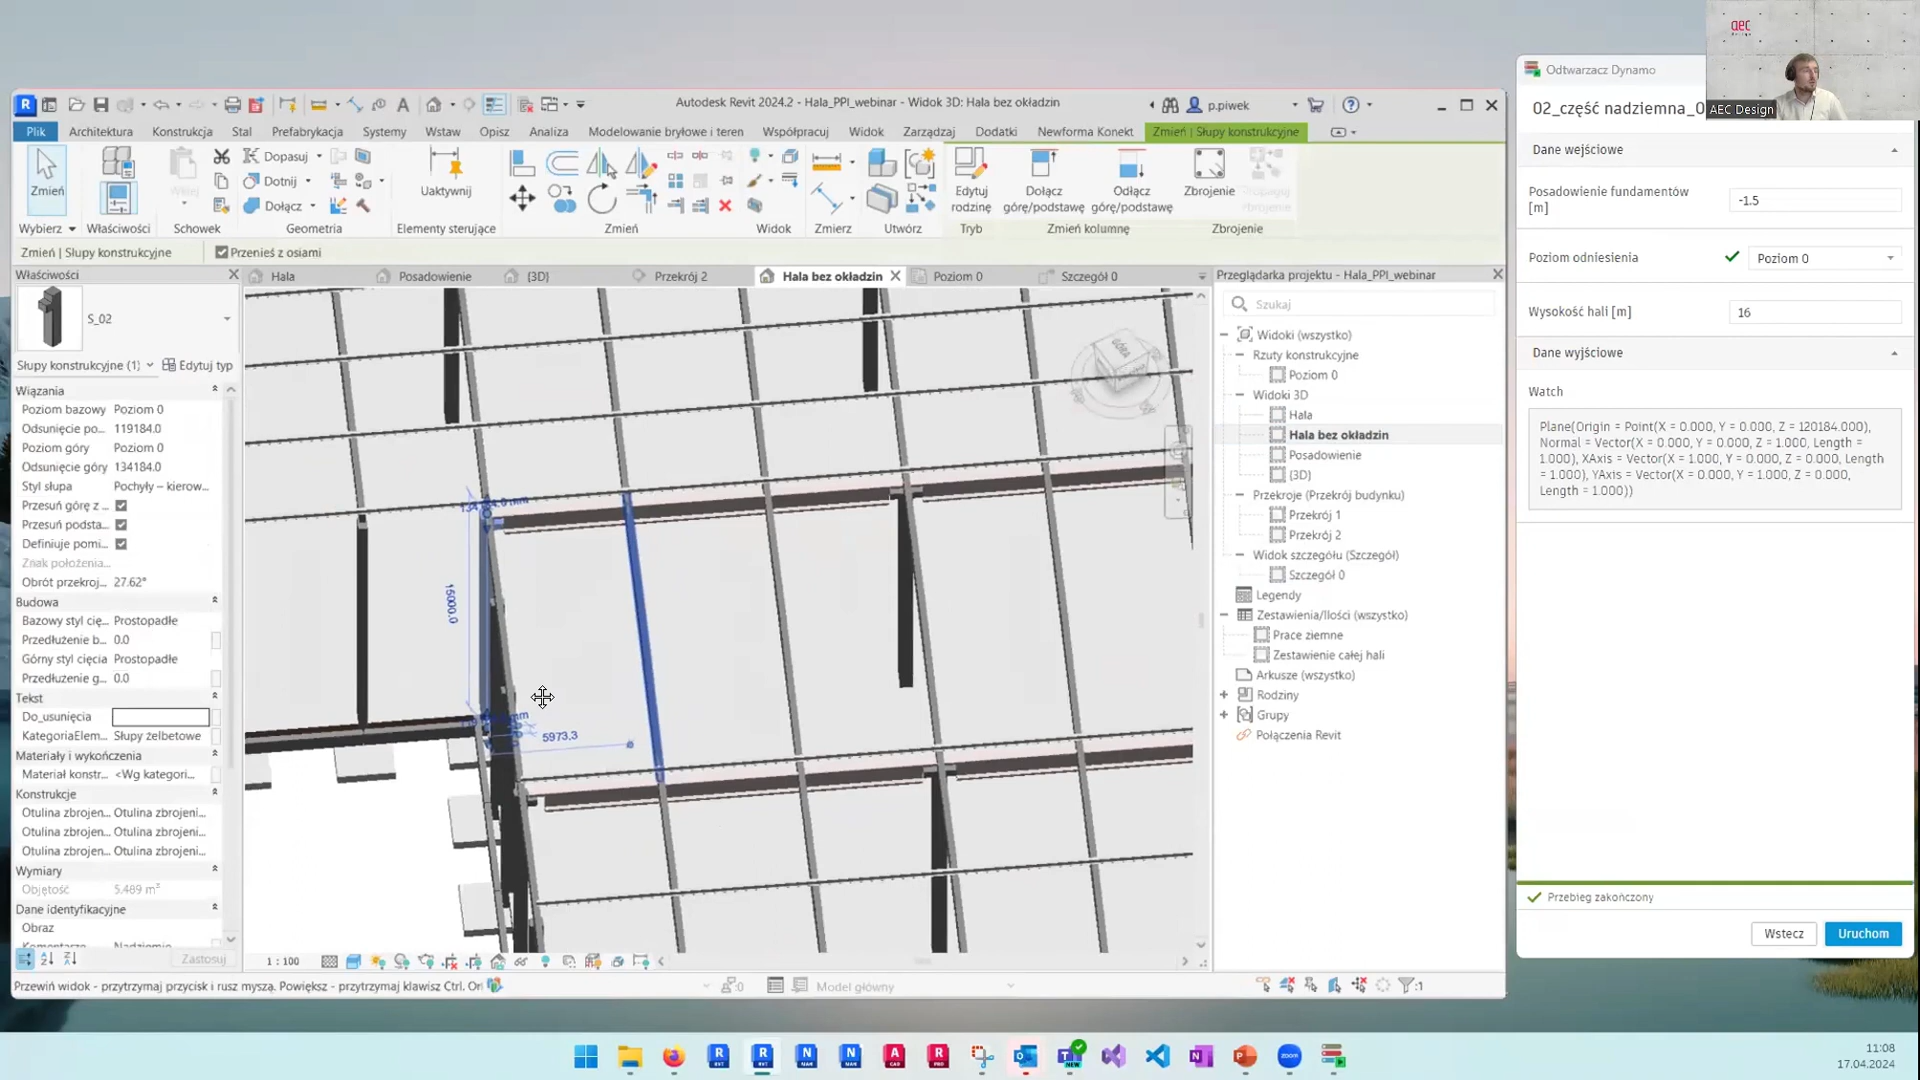 Autodesk Revit 2024.2 - Hala_PPI_webinar - Widok 3D: Hala bez okładzin
p.piwek
Plik
Architektura
Konstrukcja
Stal
Prefabrykacja
Systemy
Wstaw
Opisz
Analiza
Modelowanie bryłowe i teren
Współpracuj
Widok
Zarządzaj
Dodatki
Newforma Konekt
Zmień | Słupy konstrukcyjne
Zmień
Dopasuj
Dotnij
Dołącz
Uaktywnij
Edytuj
rodzinę
Dołącz
górę/podstawę
Odłącz
górę/podstawę
Zbrojenie
Wybierz
Właściwości
Schowek
Geometria
Elementy sterujące
Zmień
Widok
Zmierz
Utwórz
Tryb
Zmień kolumnę
Zbrojenie
Zmień | Słupy konstrukcyjne
Przenieś z osiami
Właściwości
S_02
Słupy konstrukcyjne (1)
Edytuj typ
Wiązania
Poziom bazowy Poziom 0
Odsunięcie po... 119184.0
Poziom góry Poziom 0
Odsunięcie góry 134184.0
Styl słupa Pochyły – kierow...
Przesuń górę z ...
Przesuń podsta...
Definiuje pomi...
Znak położenia...
Obrót przekroj... 27.62°
Budowa
Bazowy styl cię... Prostopadłe
Przedłużenie b... 0.0
Górny styl cięcia Prostopadłe
Przedłużenie g... 0.0
Tekst
Do_usunięcia
KategoriaElem... Słupy żelbetowe
Materiały i wykończenia
Materiał konstr... <Wg kategori...
Konstrukcje
Otulina zbrojen... Otulina zbrojeni...
Otulina zbrojen... Otulina zbrojeni...
Otulina zbrojen... Otulina zbrojeni...
Wymiary
Objętość 5.489 m³
Dane identyfikacyjne
Obraz
Zastosuj
Hala
Posadowienie
{3D}
Przekrój 2
Hala bez okładzin
Poziom 0
Szczegół 0
GÓRA
15000.0
5973.3
1 : 100
Przewiń widok - przytrzymaj przycisk i rusz myszą. Powiększ - przytrzymaj klawisz Ctrl.
:0
Model główny
:1
Przeglądarka projektu - Hala_PPI_webinar
Szukaj
Widoki (wszystko)
Rzuty konstrukcyjne
Poziom 0
Widoki 3D
Hala
Hala bez okładzin
Posadowienie
{3D}
Przekroje (Przekrój budynku)
Przekrój 1
Przekrój 2
Widok szczegółu (Szczegół)
Szczegół 0
Legendy
Zestawienia/Ilości (wszystko)
Prace ziemne
Zestawienie całej hali
Arkusze (wszystko)
Rodziny
Grupy
Połączenia Revit
Odtwarzacz Dynamo
02_część nadziemna_0
Dane wejściowe
Posadowienie fundamentów
[m]
-1.5
Poziom odniesienia
Poziom 0
Wysokość hali [m]
16
Dane wyjściowe
Watch
Plane(Origin = Point(X = 0.000, Y = 0.000, Z = 120184.000),
Normal = Vector(X = 0.000, Y = 0.000, Z = 1.000, Length =
1.000), XAxis = Vector(X = 1.000, Y = 0.000, Z = 0.000, Length
= 1.000), YAxis = Vector(X = 0.000, Y = 1.000, Z = 0.000,
Length = 1.000))
Przebieg zakończony
Wstecz
Uruchom
aec
AEC Design
11:08
17.04.2024